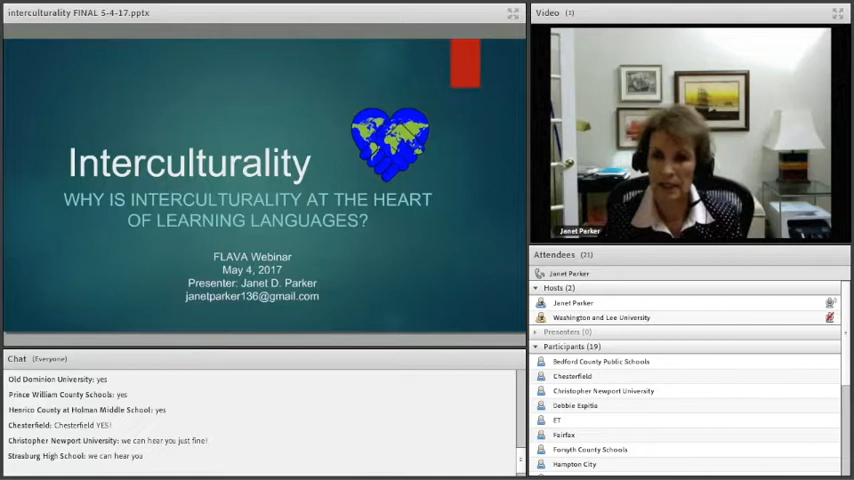 interculturality FINAL 5-4-17.pptx
Interculturality
WHY IS INTERCULTURALITY AT THE HEART
OF LEARNING LANGUAGES?
FLAVA Webinar
May 4, 2017
Presenter: Janet D. Parker
janetparker136@gmail.com
Chat (Everyone)
Old Dominion University: yes
Prince William County Schools: yes
Henrico County at Holman Middle School: yes
Chesterfield: Chesterfield YES!
Christopher Newport University: we can hear you just fine!
Strasburg High School: we can hear you
Video (1)
Janet Parker
Attendees (21)
Janet Parker
Hosts (2)
Janet Parker
Washington and Lee University
Presenters (0)
Participants (19)
Bedford County Public Schools
Chesterfield
Christopher Newport University
Debbie Espitia
ET
Fairfax
Forsyth County Schools
Hampton City